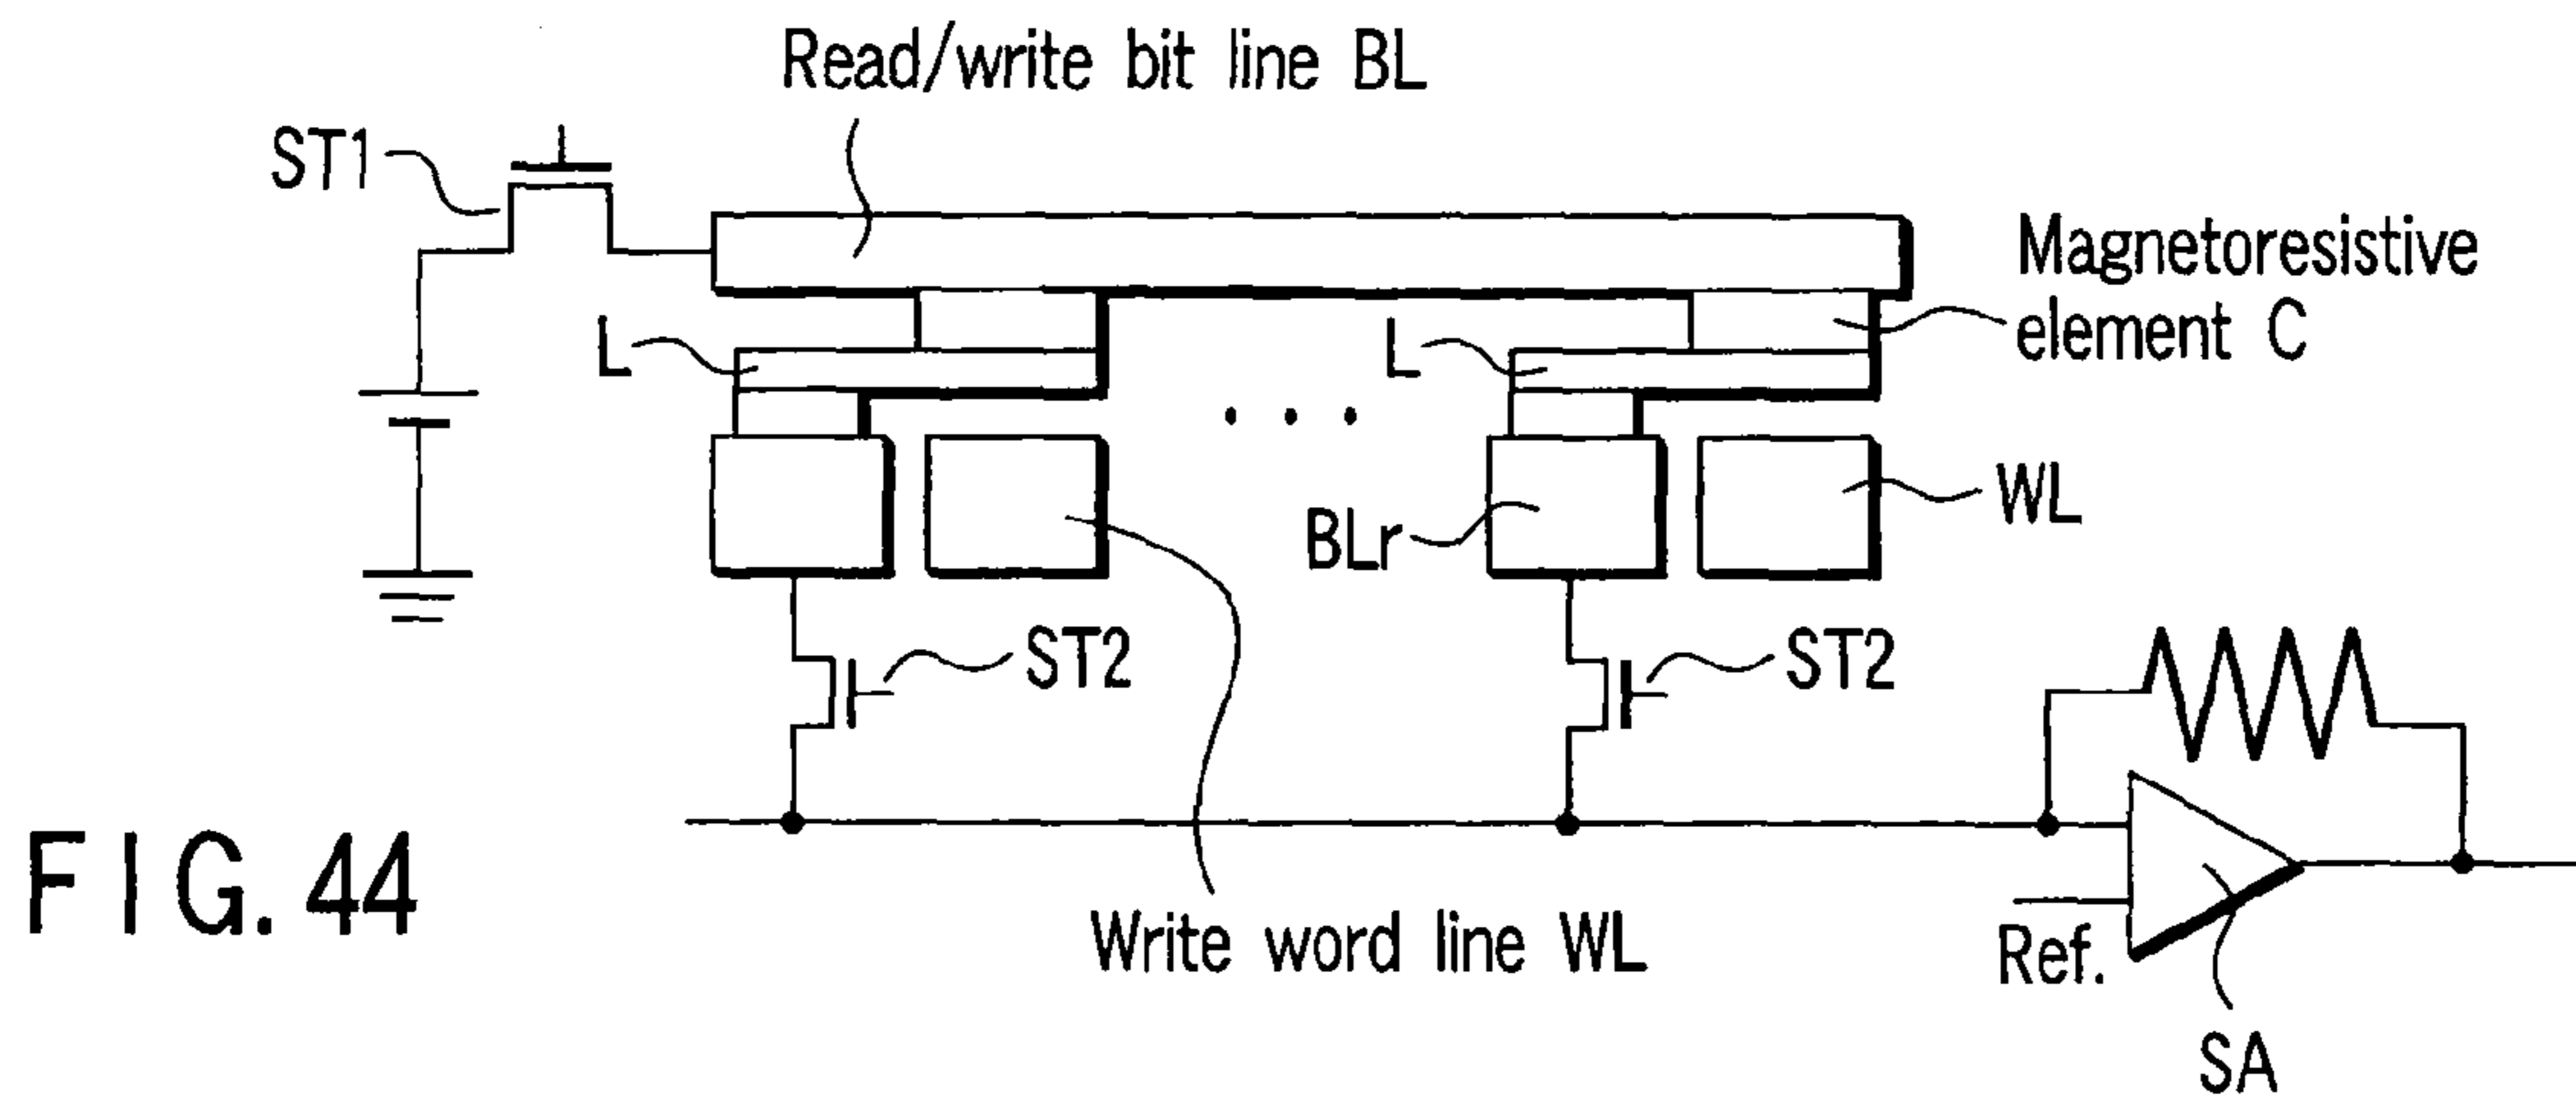 Read/write bit line BL
ST1
Magnetoresistive
element C
L
L
BLr
WL
ST2
ST2
Write word line WL
Ref.
SA
FIG. 44